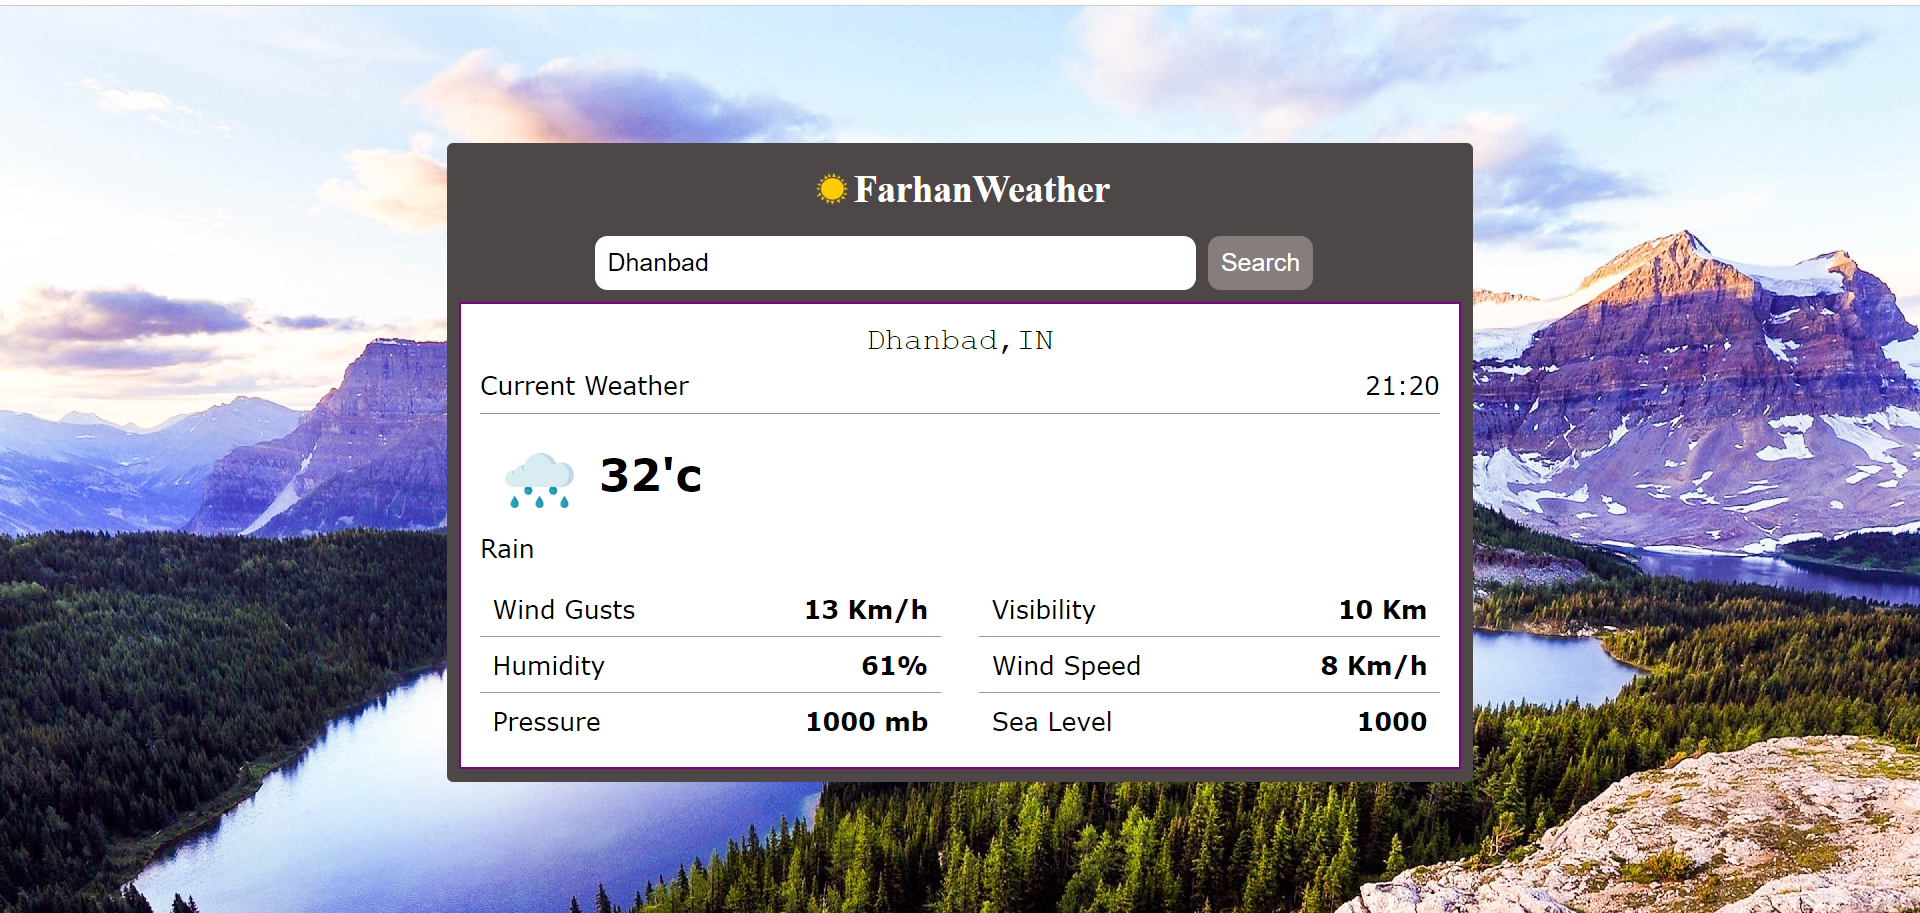 FarhanWeather
Dhanbad
Search
Dhanbad,IN
Current Weather 21:20
32'c
Rain
Wind Gusts 13 Km/h Visibility 10 Km
Humidity 61% Wind Speed 8 Km/h
Pressure 1000 mb Sea Level 1000